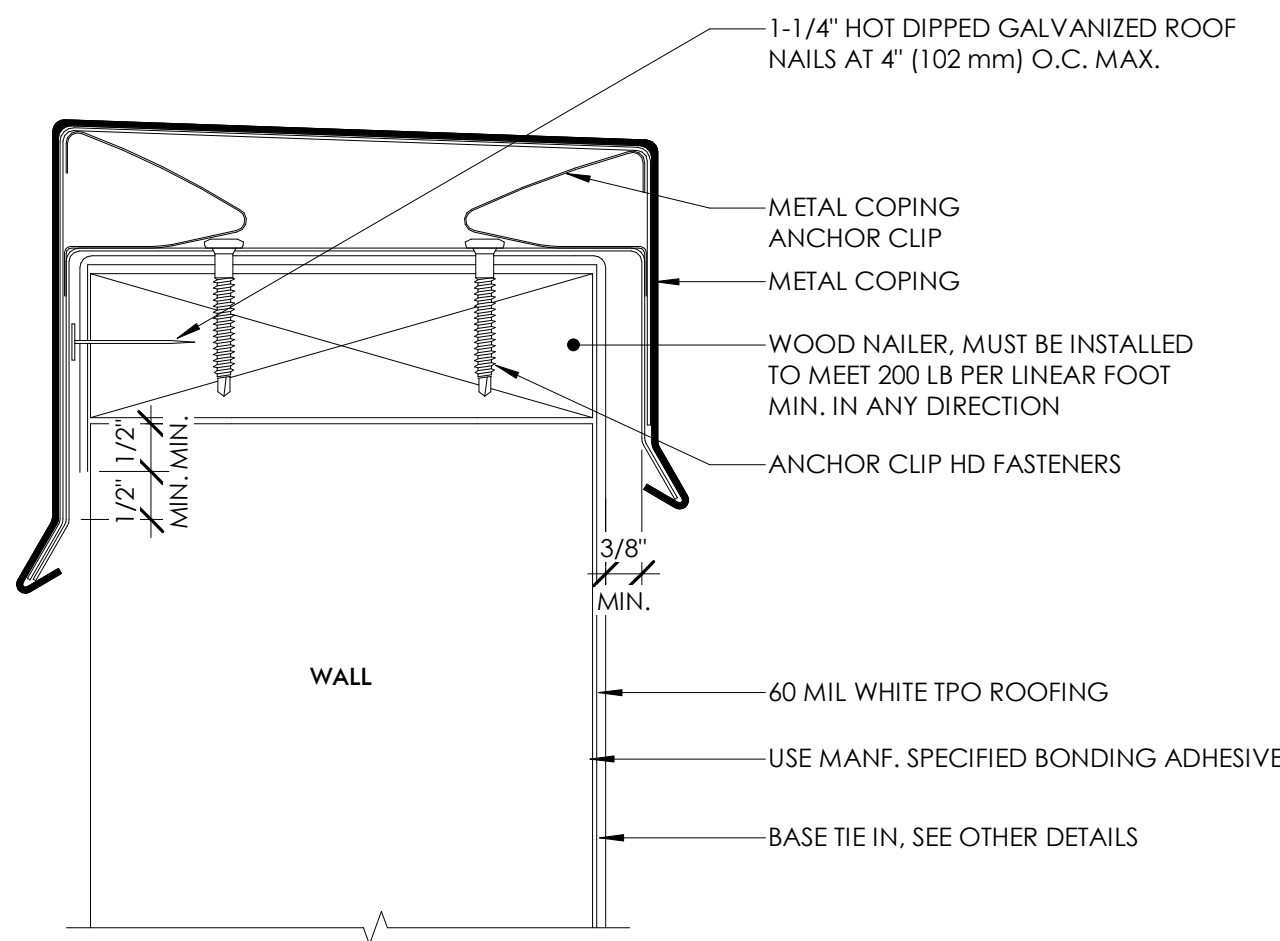 1-1/4" HOT DIPPED GALVANIZED ROOF
NAILS AT 4" (102 mm) O.C. MAX.
METAL COPING
ANCHOR CLIP
METAL COPING
WOOD NAILER, MUST BE INSTALLED
TO MEET 200 LB PER LINEAR FOOT
MIN. IN ANY DIRECTION
ANCHOR CLIP HD FASTENERS
1/2"
MIN.
1/2"
MIN.
3/8"
MIN.
WALL
60 MIL WHITE TPO ROOFING
USE MANF. SPECIFIED BONDING ADHESIVE
BASE TIE IN, SEE OTHER DETAILS